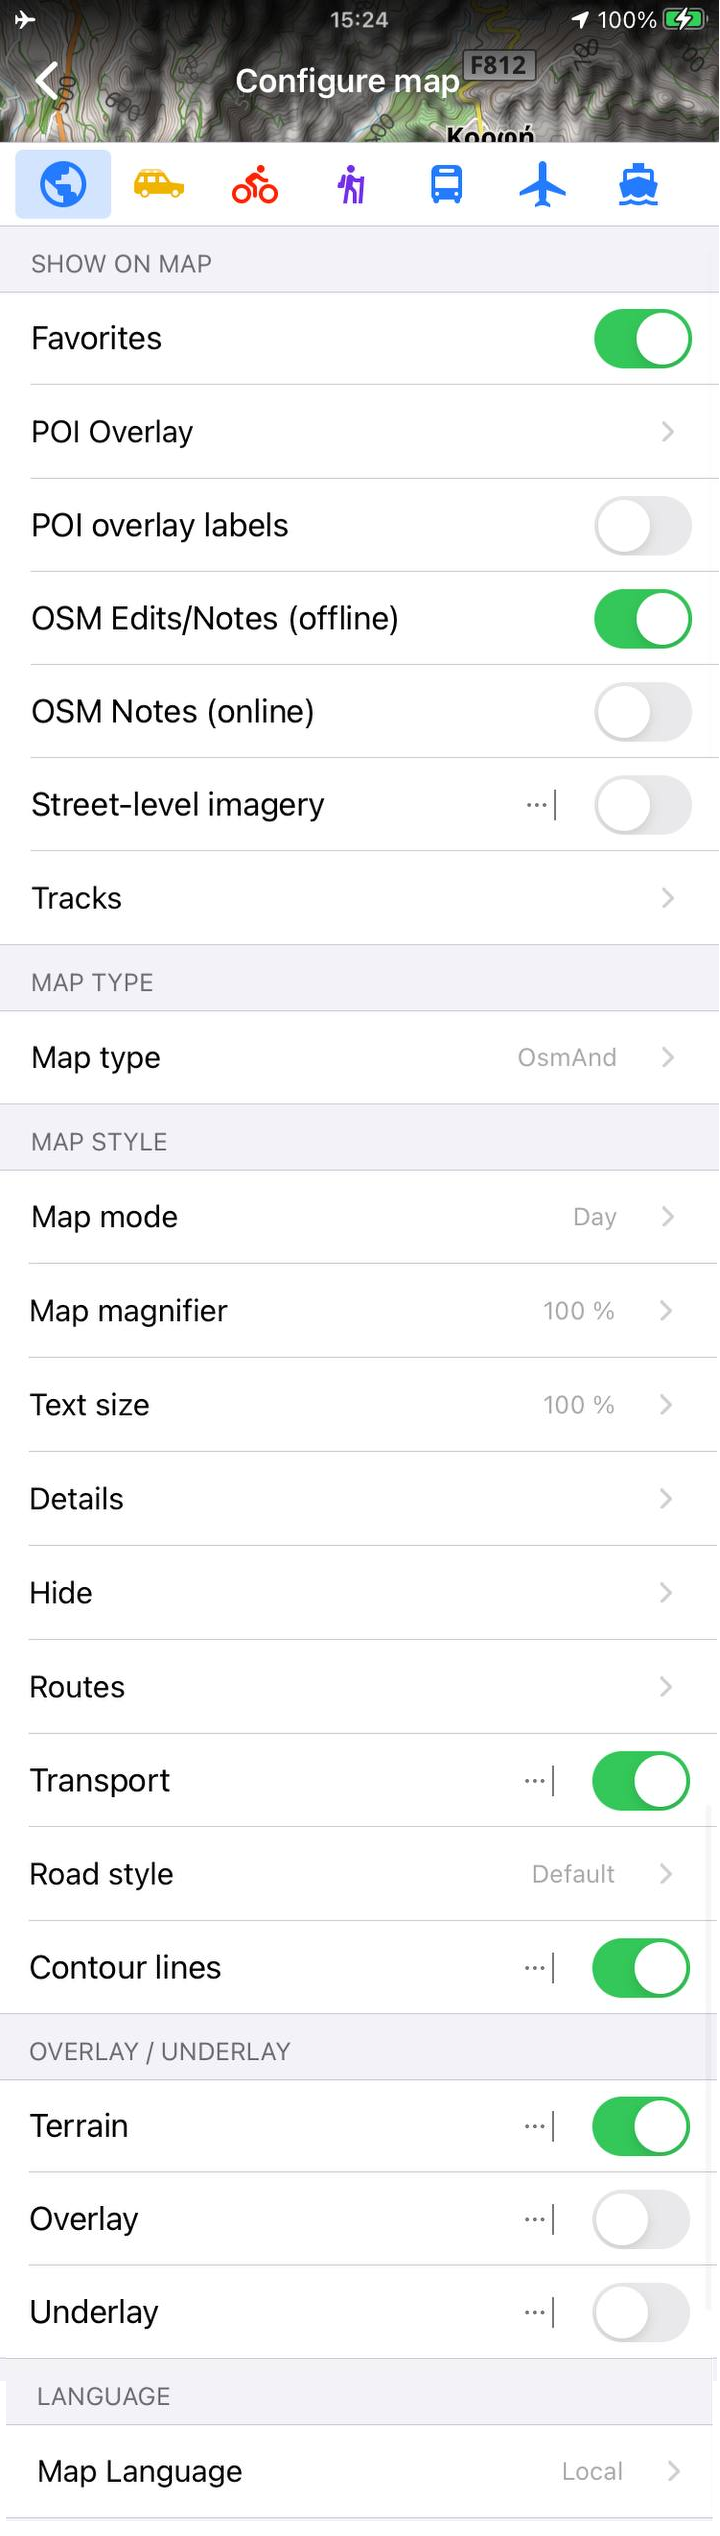 15:24
100%
Configure map
F812
500
600
Κορφή
SHOW ON MAP
Favorites
POI Overlay
POI overlay labels
OSM Edits/Notes (offline)
OSM Notes (online)
Street-level imagery
Tracks
MAP TYPE
Map type OsmAnd
MAP STYLE
Map mode Day
Map magnifier 100 %
Text size 100 %
Details
Hide
Routes
Transport
Road style Default
Contour lines
OVERLAY / UNDERLAY
Terrain
Overlay
Underlay
LANGUAGE
Map Language Local